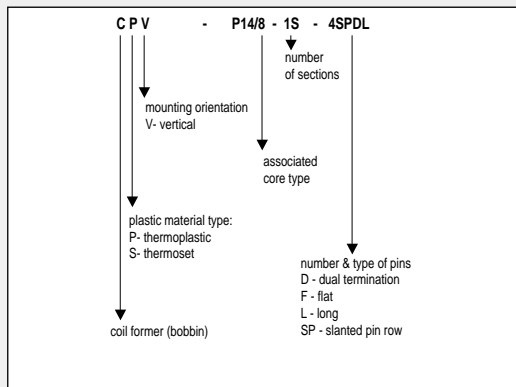 C P V - P14/8 - 1S - 4SPDL
number
of sections
mounting orientation
V- vertical
associated
core type
plastic material type:
P- thermoplastic
S- thermoset
number & type of pins
D - dual termination
F - flat
L - long
SP - slanted pin row
coil former (bobbin)